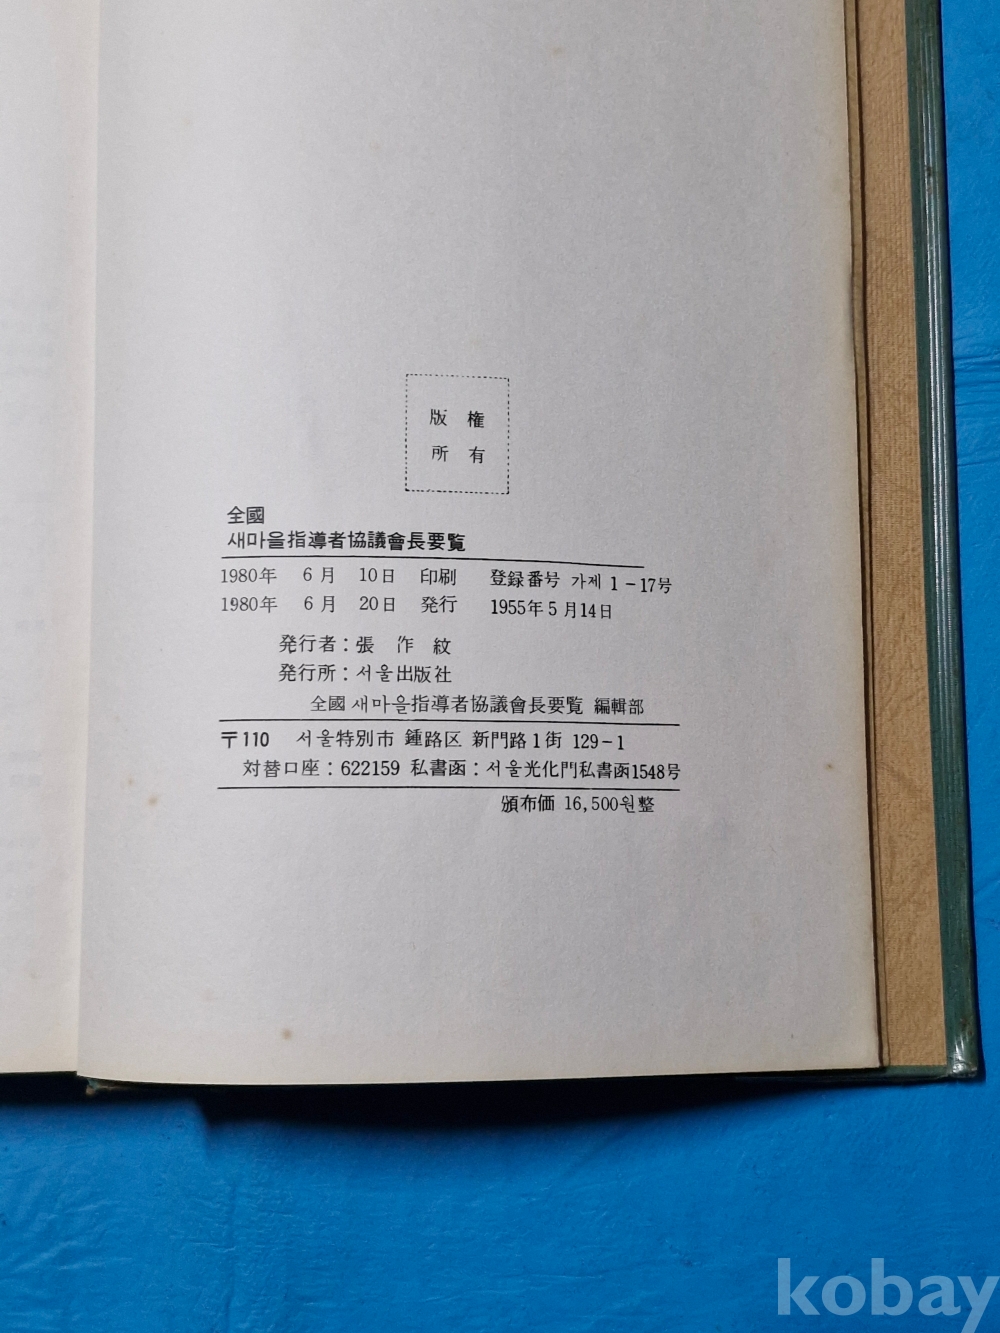 版 権
所 有
全國
새마을指導者協議會長要覧
1980年 6月 10日 印刷 登録番号 가제 1-17号
1980年 6月 20日 発行 1955年5月14日
発行者:張 作 紋
発行所:서울出版社
全國 새마을指導者協議會長要覧 編輯部
〒110 서울特別市 鍾路区 新門路1街 129-1
対替口座:622159 私書函:서울光化門私書函1548号
頒布価 16,500원整
kobay